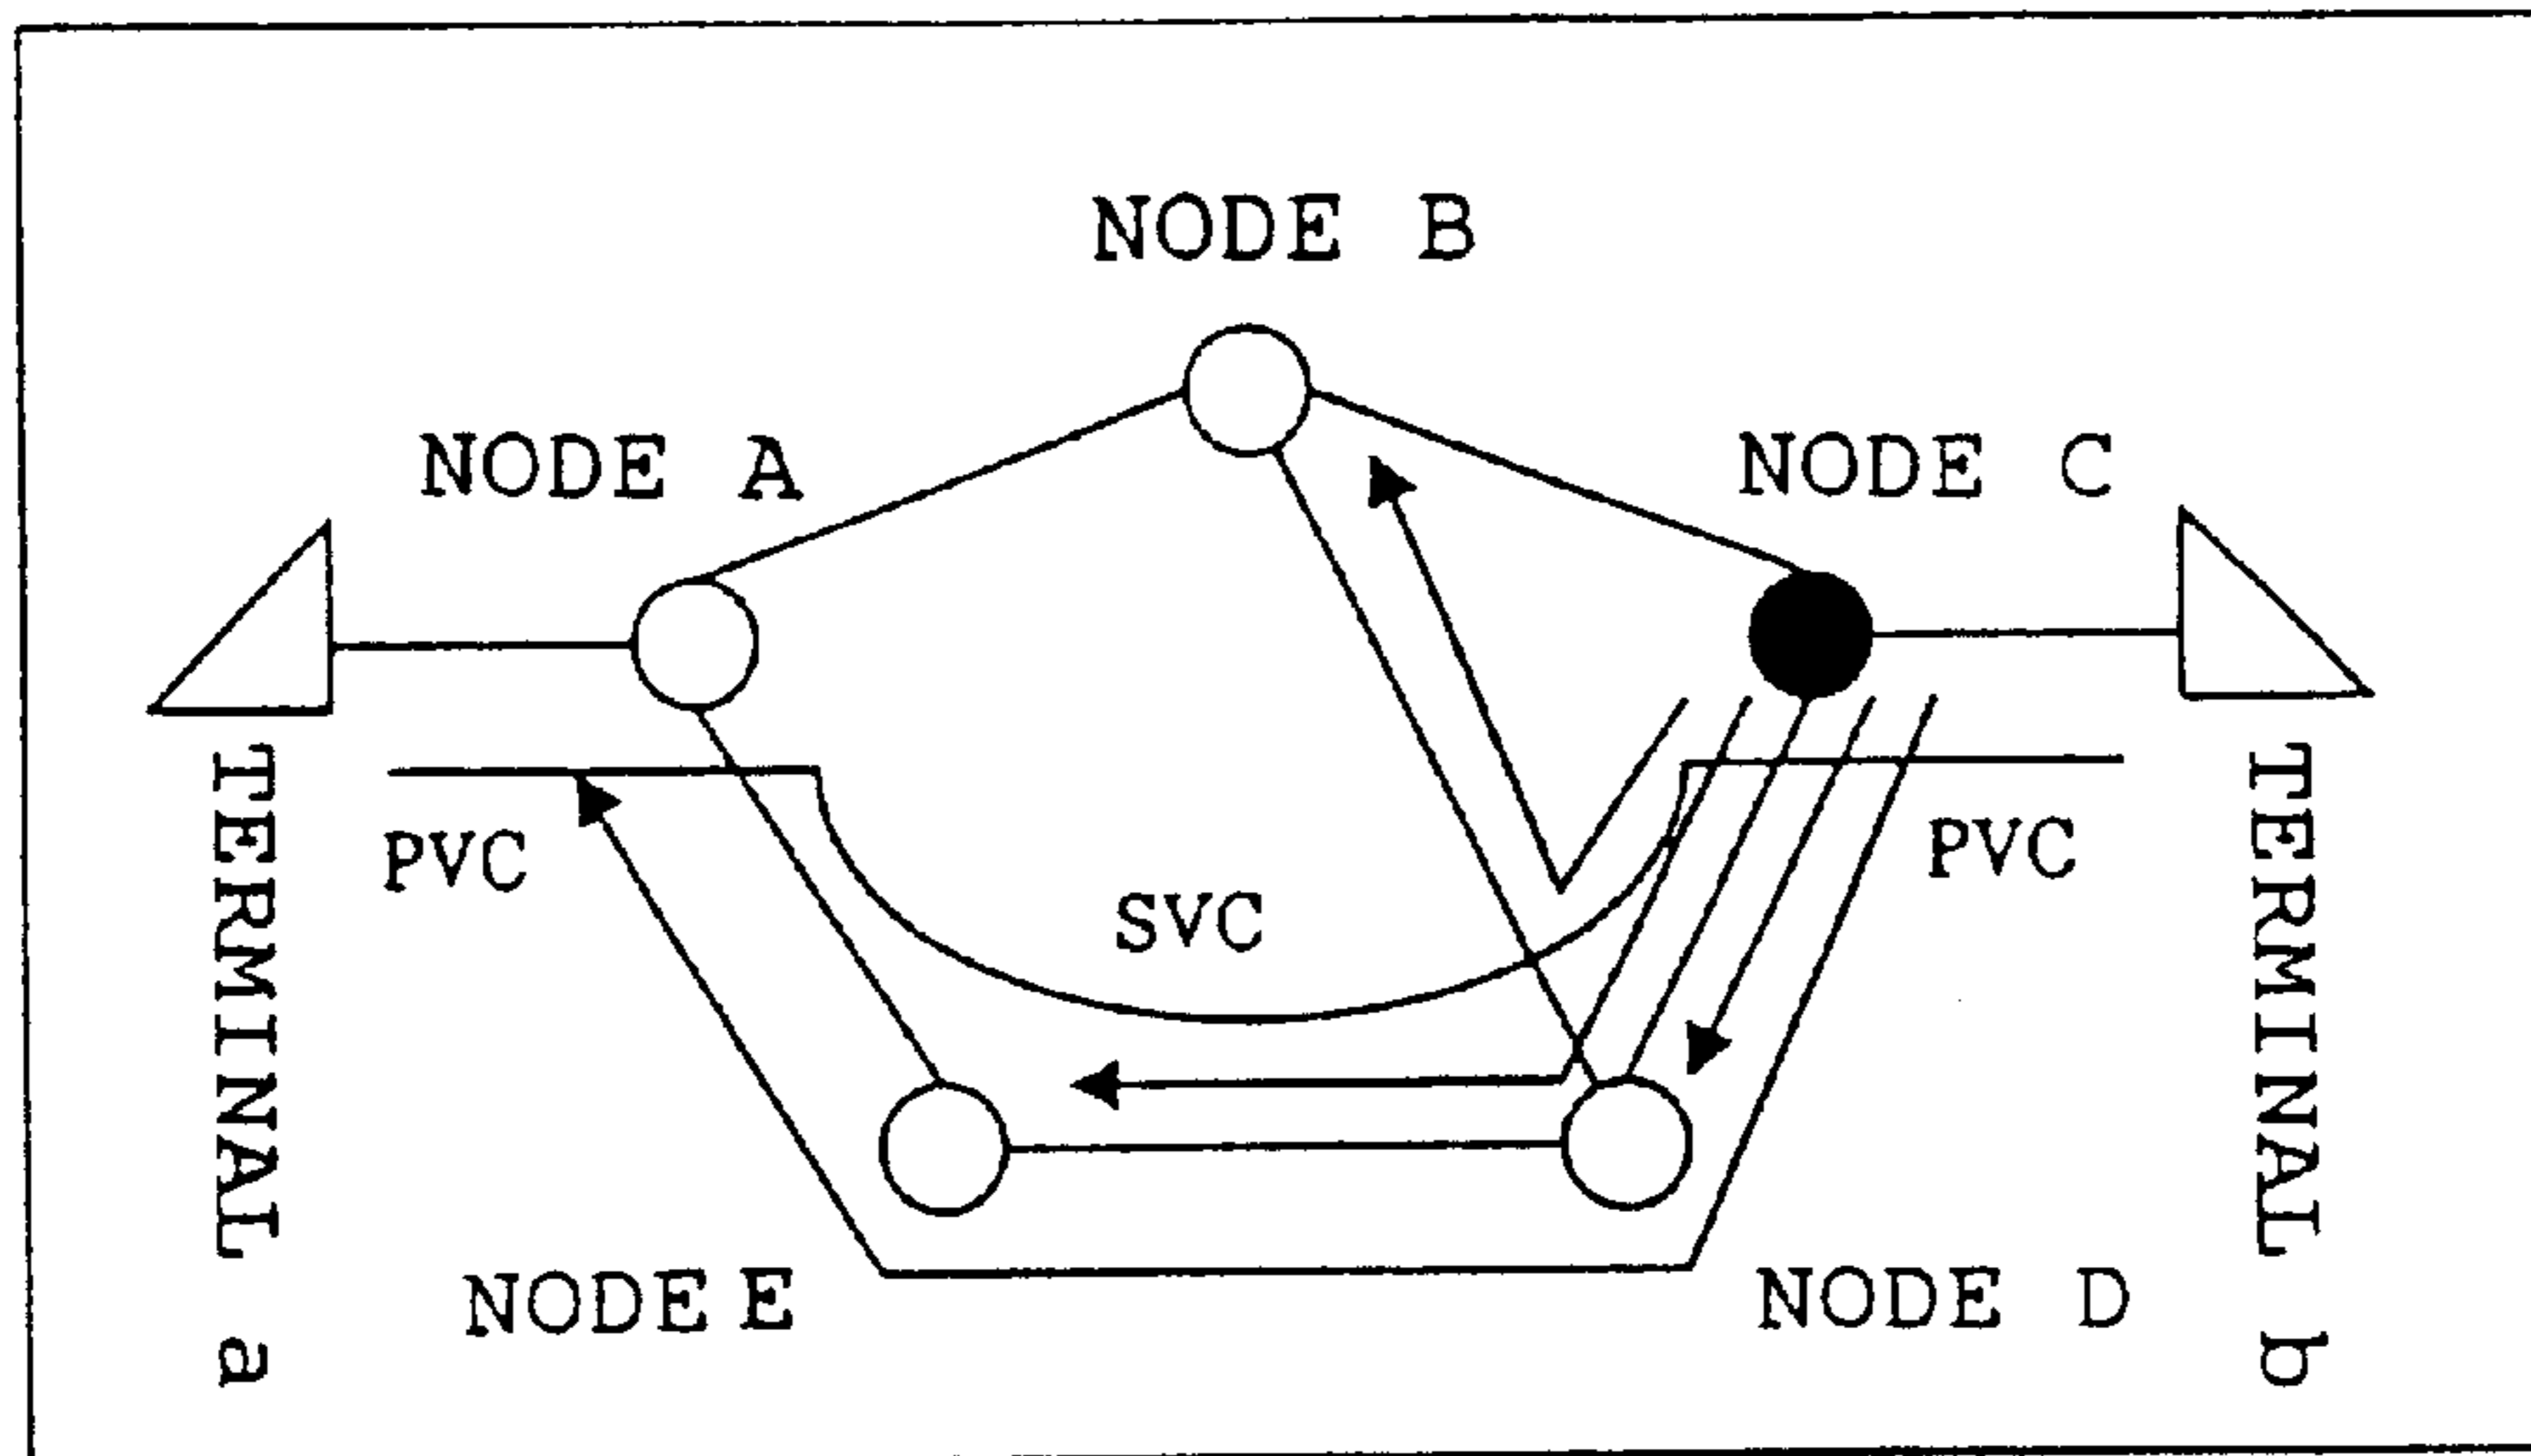 NODE B
NODE A
NODE C
PVC
PVC
SVC
TERMINAL a
TERMINAL b
NODE E
NODE D